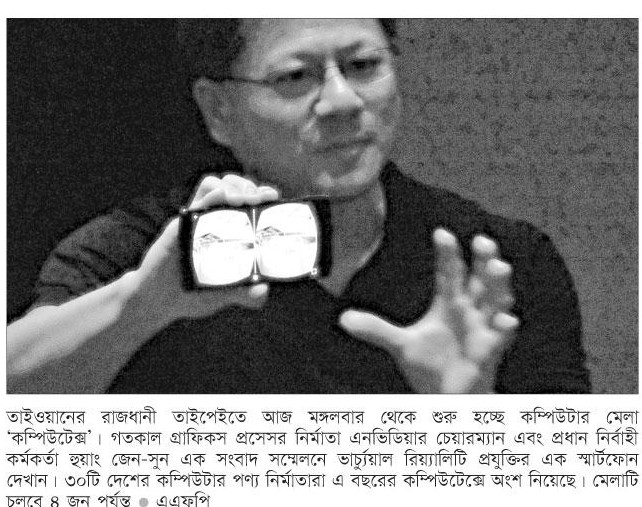 তাইওয়ানের রাজধানী তাইপেইতে আজ মঙ্গলবার থেকে শুরু হচ্ছে কম্পিউটার মেলা
‘কম্পিউটেক্স’। গতকাল গ্রাফিকস প্রসেসর নির্মাতা এনভিডিয়ার চেয়ারম্যান এবং প্রধান নির্বাহী
কর্মকর্তা হুয়াং জেন-সুন এক সংবাদ সম্মেলনে ভার্চ্যুয়াল রিয়্যালিটি প্রযুক্তির এক স্মার্টফোন
দেখান। ৩০টি দেশের কম্পিউটার পণ্য নির্মাতারা এ বছরের কম্পিউটেক্সে অংশ নিয়েছে। মেলাটি
চলবে ৪ জুন পর্যন্ত ● এএফপি